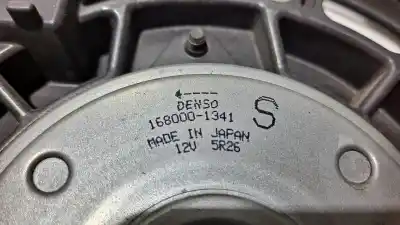 DENSO
168000-1341
S
MADE IN JAPAN
12V 5R26